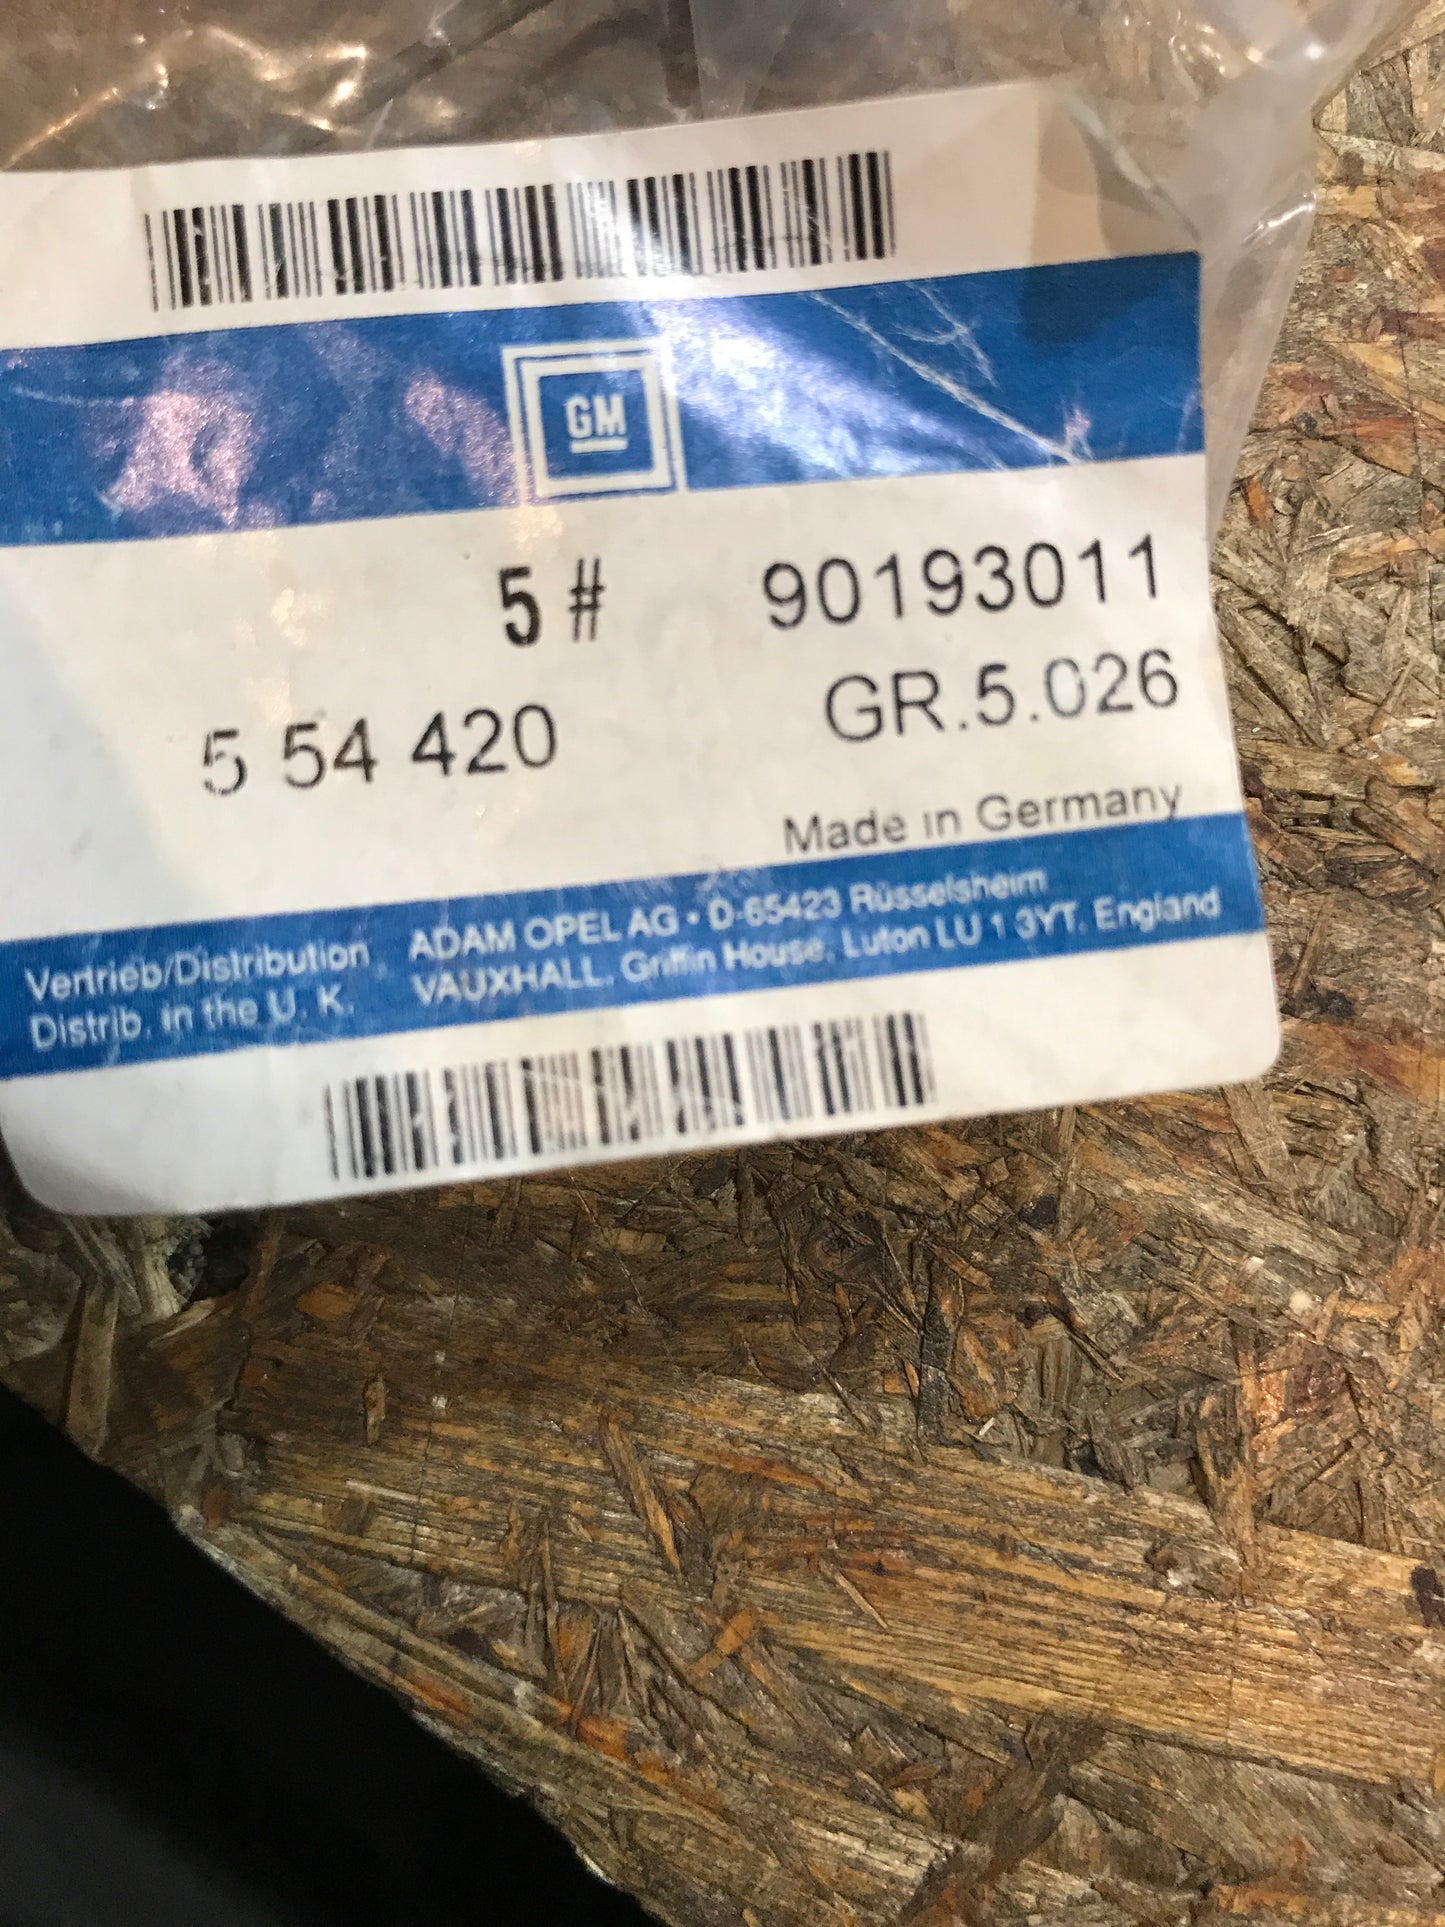 GM
5 # 90193011
5 54 420 GR.5.026
Made in Germany
Vertrieb/Distribution ADAM OPEL AG • D-65423 Rüsselsheim
Distrib. in the U. K. VAUXHALL, Griffin House, Luton LU 1 3YT, England